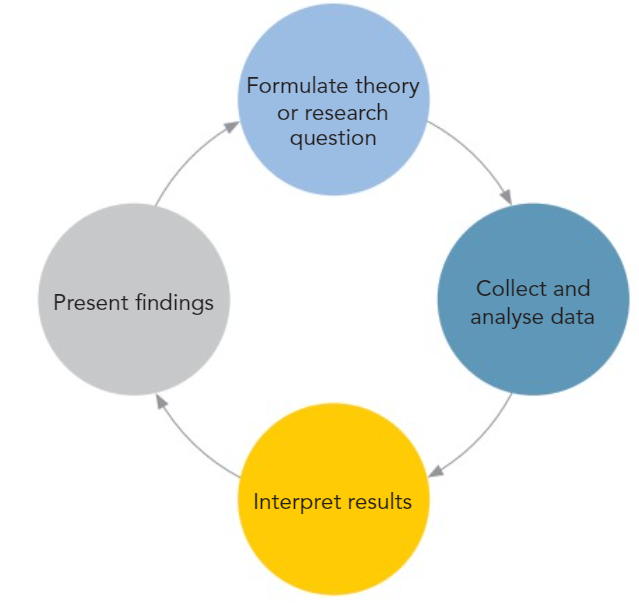 Formulate theory
or research
question
Collect and
analyse data
Interpret results
Present findings